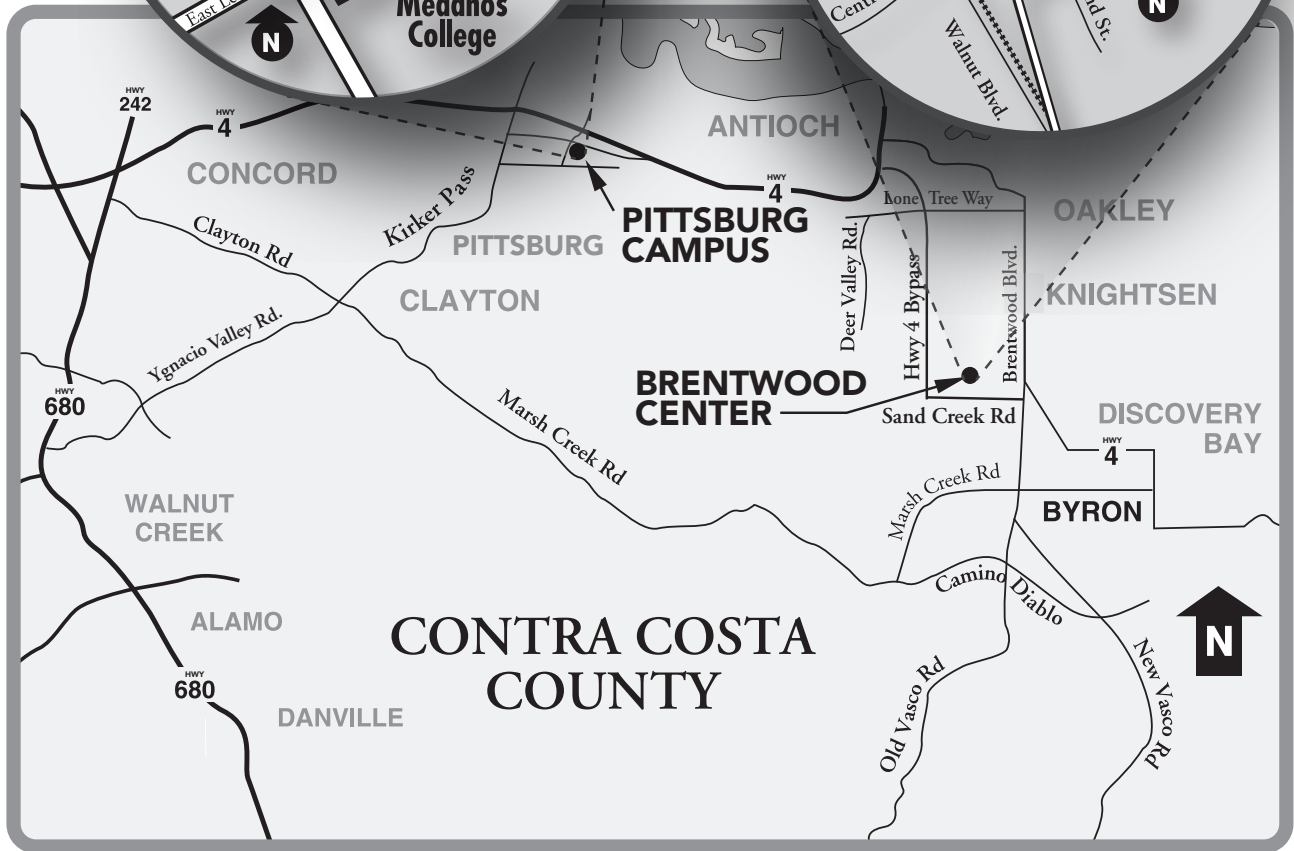 East
Medanos
College
N
Walnut Blvd.
N
HWY
242
HWY
4
ANTIOCH
CONCORD
HWY
4
Lone Tree Way
OAKLEY
Kirker Pass
PITTSBURG
CAMPUS
PITTSBURG
Clayton Rd
Deer Valley Rd.
Hwy 4 Bypass
Brentwood Blvd.
KNIGHTSEN
CLAYTON
Ygnacio Valley Rd.
HWY
680
BRENTWOOD
CENTER
Sand Creek Rd
DISCOVERY
BAY
HWY
4
Marsh Creek Rd
Marsh Creek Rd
BYRON
WALNUT
CREEK
Camino Diablo
ALAMO
CONTRA COSTA
COUNTY
N
HWY
680
DANVILLE
Old Vasco Rd
New Vasco Rd